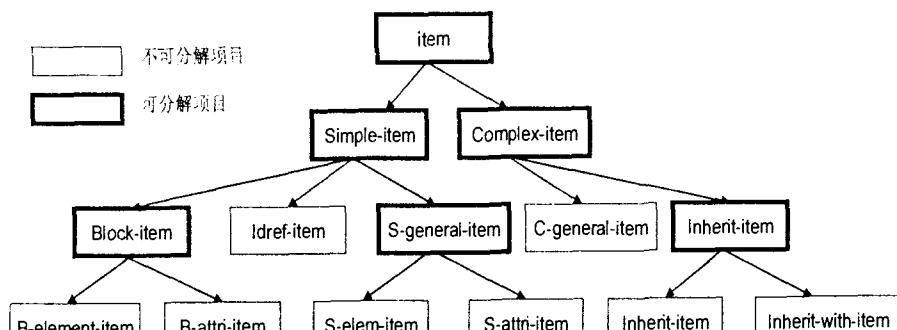 item
不可分解项目
可分解项目
Simple-item
Complex-item
Block-item
Idref-item
S-general-item
C-general-item
Inherit-item
B-element-item
B-attri-item
S-elem-item
S-attri-item
Inherit-item
Inherit-with-item